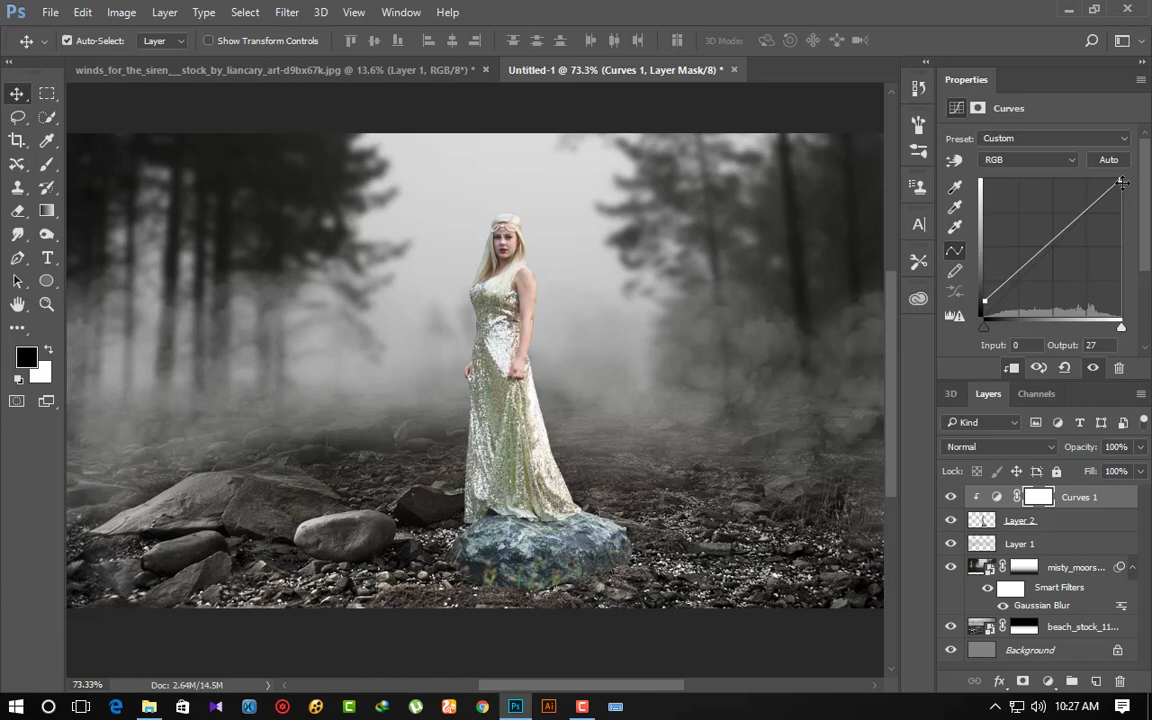 Ps File Edit Image Layer Type Select Filter 3D View Window Help
Auto-Select: Layer Show Transform Controls 3D Mode:
winds_for_the_siren__stock_by_liancary_art-d9bx67k.jpg @ 13.6% (Layer 1, RGB/8*) * × Untitled-1 @ 73.3% (Curves 1, Layer Mask/8) * ×
Properties
Curves
Preset: Custom
RGB Auto
Input: 0 Output: 27
3D Layers Channels
Kind
Normal Opacity: 100%
Lock: Fill: 100%
Curves 1
Layer 2
Layer 1
misty_moors...
Smart Filters
Gaussian Blur
beach_stock_11...
Background
73.33% Doc: 2.64M/14.5M
10:27 AM